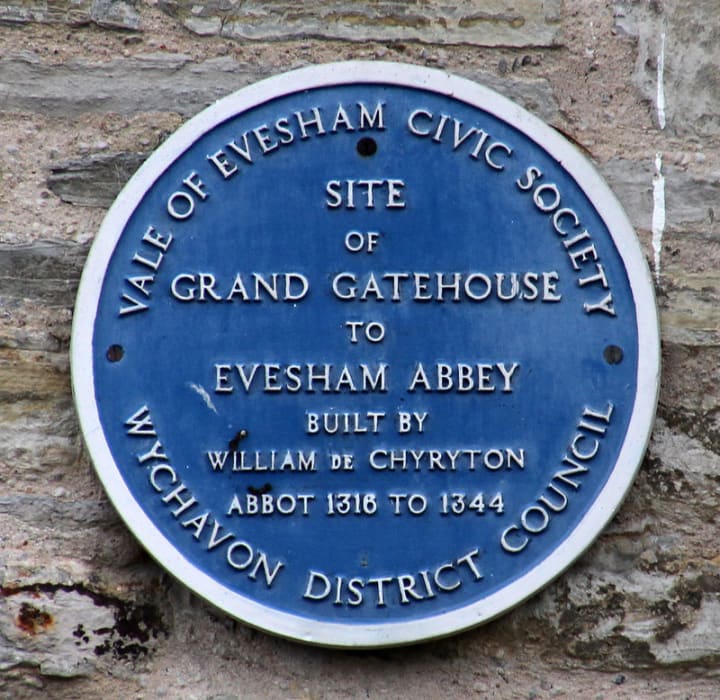 VALE OF EVESHAM CIVIC SOCIETY
SITE
OF
GRAND GATEHOUSE
TO
EVESHAM ABBEY
BUILT BY
WILLIAM DE CHYRYTON
ABBOT 1316 TO 1344
WYCHAVON DISTRICT COUNCIL